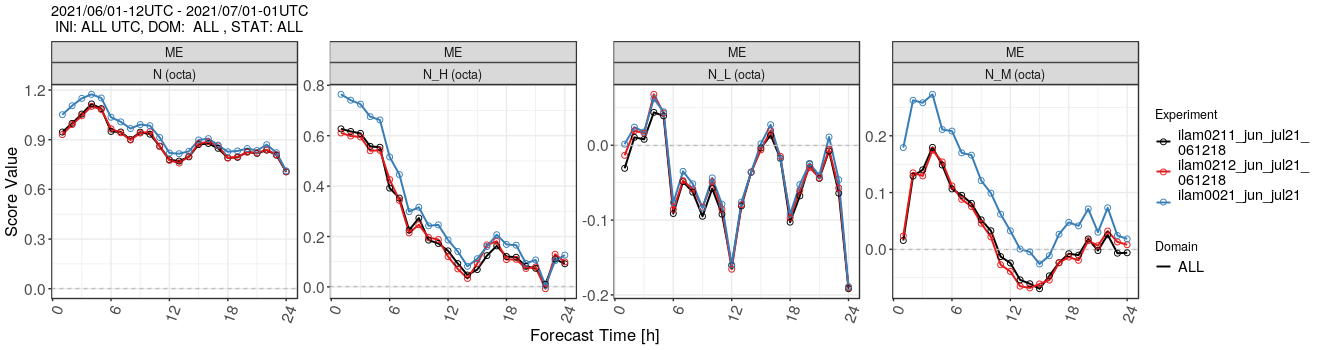 2021/06/01-12UTC - 2021/07/01-01UTC
INI: ALL UTC, DOM:  ALL , STAT: ALL
ME
ME
ME
ME
N (octa)
N_H (octa)
N_L (octa)
N_M (octa)
Score Value
1.2
0.9
0.6
0.3
0.0
0.8
0.6
0.4
0.2
0.0
0.0
-0.1
-0.2
0.2
0.1
0.0
0
6
12
18
24
0
6
12
18
24
0
6
12
18
24
0
6
12
18
24
Forecast Time [h]
Experiment
ilam0211_jun_jul21_
061218
ilam0212_jun_jul21_
061218
ilam0021_jun_jul21
Domain
ALL